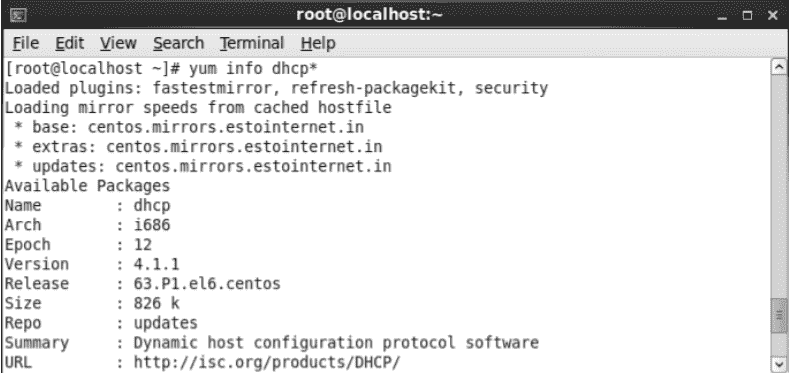 root@localhost:~
File Edit View Search Terminal Help
[root@localhost ~]# yum info dhcp*
Loaded plugins: fastestmirror, refresh-packagekit, security
Loading mirror speeds from cached hostfile
 * base: centos.mirrors.estointernet.in
 * extras: centos.mirrors.estointernet.in
 * updates: centos.mirrors.estointernet.in
Available Packages
Name        : dhcp
Arch        : i686
Epoch       : 12
Version     : 4.1.1
Release     : 63.P1.el6.centos
Size        : 826 k
Repo        : updates
Summary     : Dynamic host configuration protocol software
URL         : http://isc.org/products/DHCP/